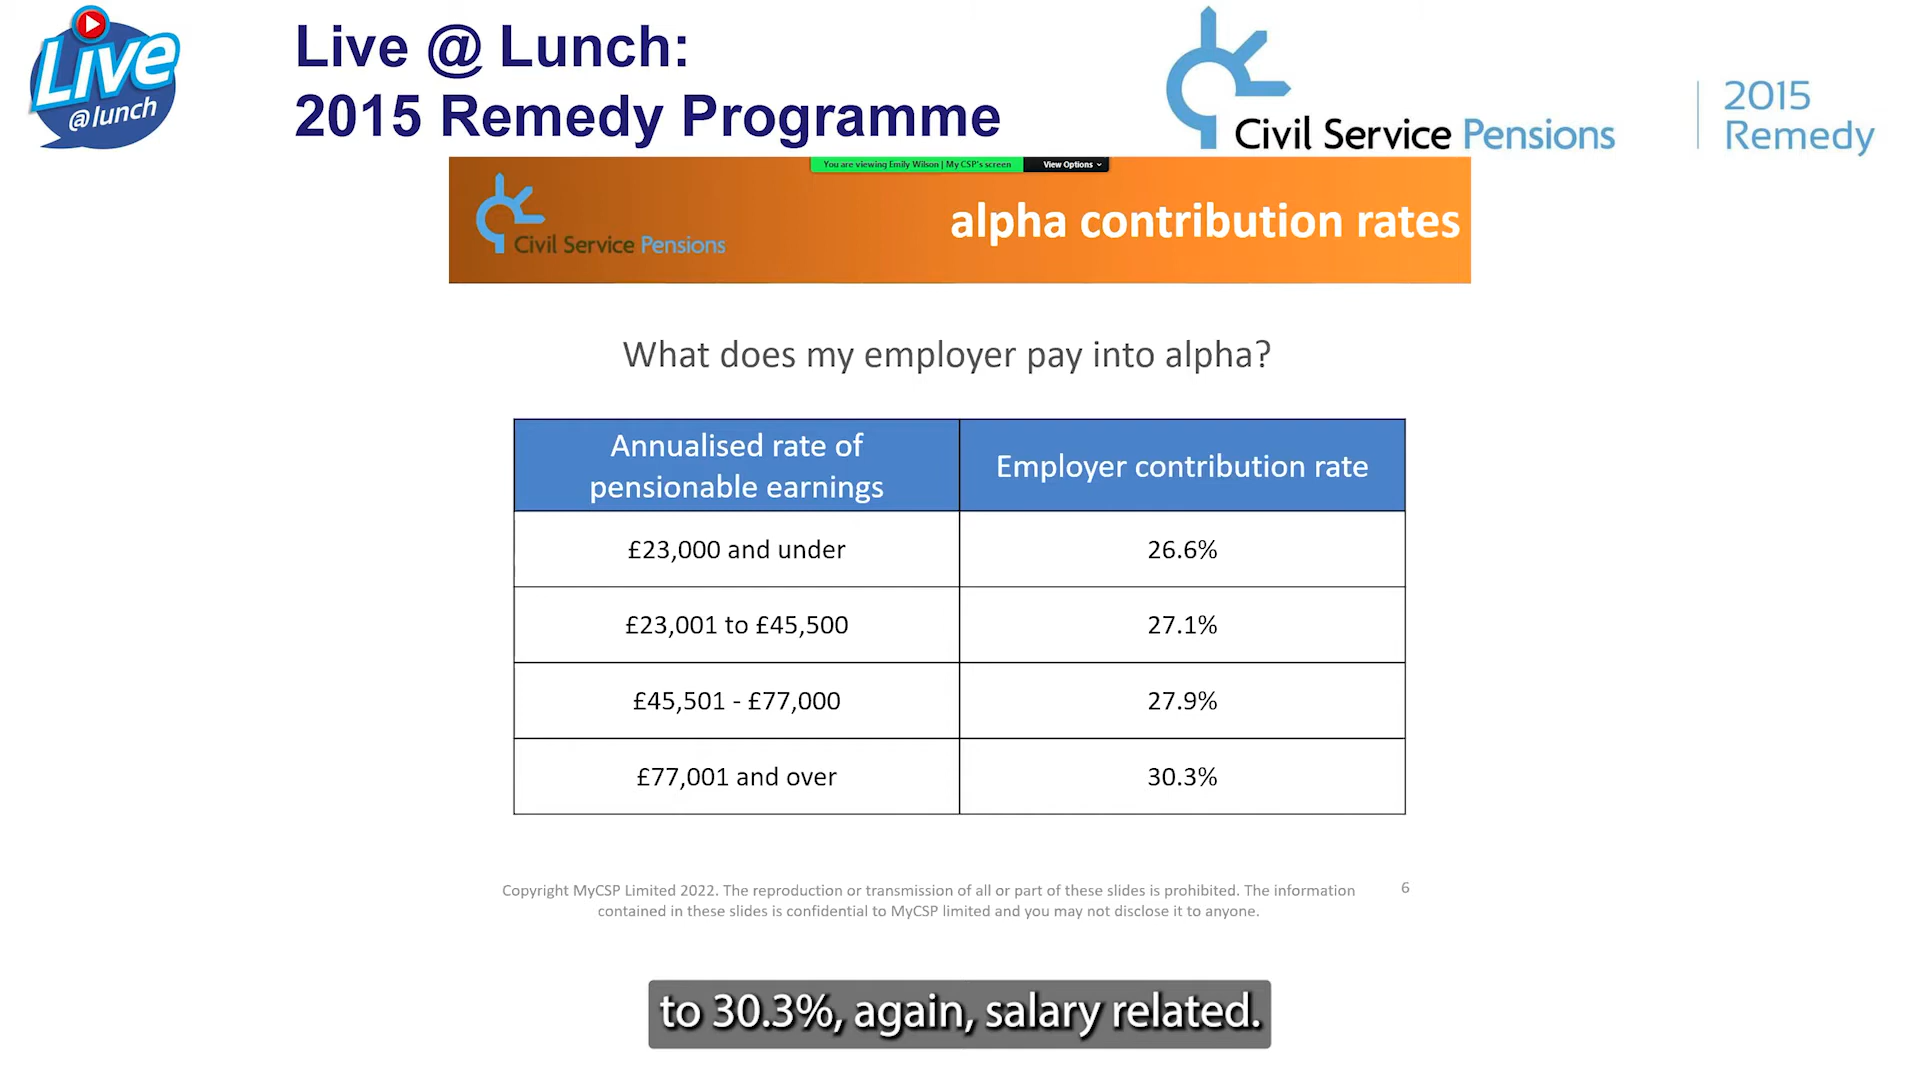 Live
@lunch
Live @ Lunch:
2015 Remedy Programme
Civil Service Pensions
2015
Remedy
You are viewing Emily Wilson | My CSP's screen
View Options
Civil Service Pensions
alpha contribution rates
What does my employer pay into alpha?
Annualised rate of
pensionable earnings
Employer contribution rate
£23,000 and under
26.6%
£23,001 to £45,500
27.1%
£45,501 - £77,000
27.9%
£77,001 and over
30.3%
Copyright MyCSP Limited 2022. The reproduction or transmission of all or part of these slides is prohibited. The information
contained in these slides is confidential to MyCSP limited and you may not disclose it to anyone.
6
to 30.3%, again, salary related.